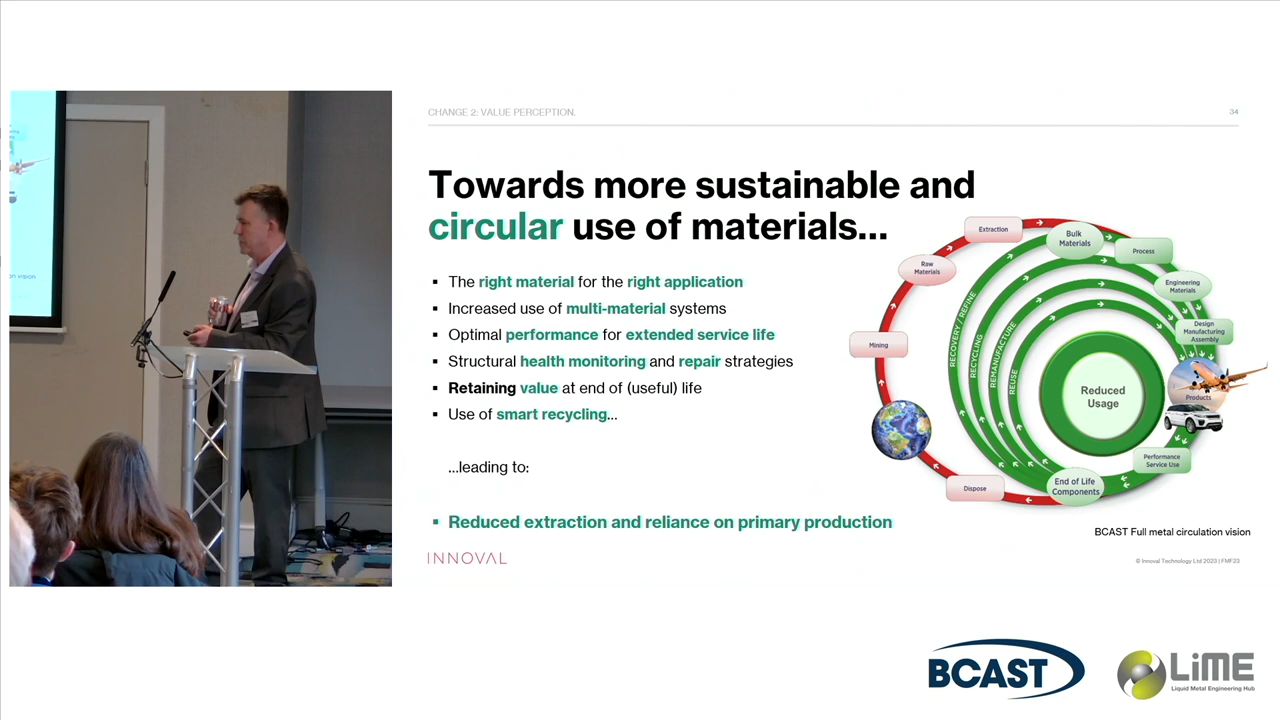 CHANGE 2: VALUE PERCEPTION,
34
Towards more sustainable and
circular use of materials...
▪ The right material for the right application
▪ Increased use of multi-material systems
▪ Optimal performance for extended service life
▪ Structural health monitoring and repair strategies
▪ Retaining value at end of (useful) life
▪ Use of smart recycling...
...leading to:
▪ Reduced extraction and reliance on primary production
INNOVAL
Extraction
Bulk
Materials
Process
Raw
Materials
Engineering
Materials
Mining
Design
Manufacturing
Assembly
RECOVERY / REFINE
RECYCLING
REMANUFACTURE
REUSE
Reduced
Usage
Products
Performance
Service Use
End of Life
Components
Dispose
BCAST Full metal circulation vision
© Innoval Technology Ltd 2023 | FMF23
on vision
BCAST
LiME
Liquid Metal Engineering Hub